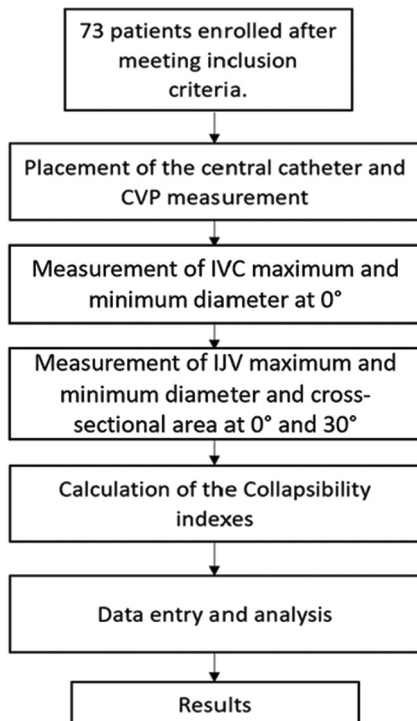 73 patients enrolled after
meeting inclusion
criteria.
Placement of the central catheter and
CVP measurement
Measurement of IVC maximum and
minimum diameter at 0°
Measurement of IJV maximum and
minimum diameter and cross-
sectional area at 0° and 30°
Calculation of the Collapsibility
indexes
Data entry and analysis
Results